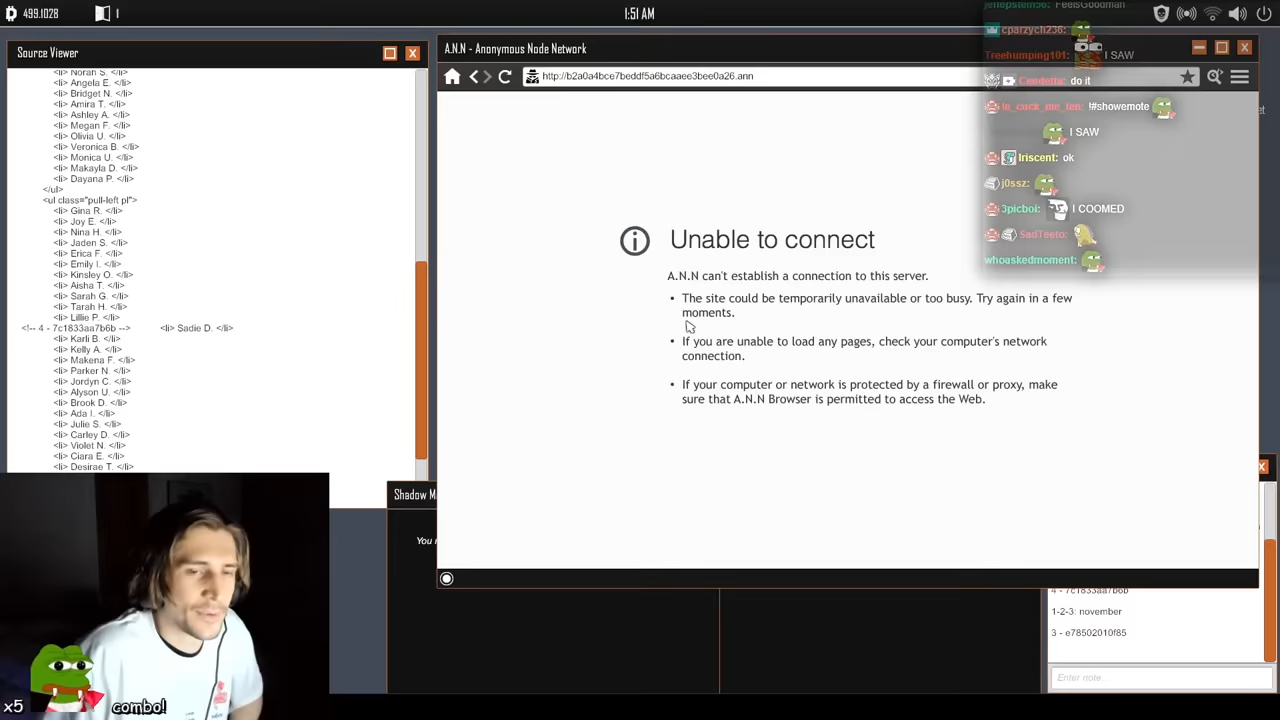 499.1028
1
1:51 AM
Source Viewer
<li> Norah S. </li>
<li> Angela E. </li>
<li> Bridget N. </li>
<li> Amira T. </li>
<li> Ashley A. </li>
<li> Megan F. </li>
<li> Olivia U. </li>
<li> Veronica B. </li>
<li> Monica U. </li>
<li> Makayla D. </li>
<li> Dayana P. </li>
</ul>
<ul class="pull-left pl">
<li> Gina R. </li>
<li> Joy E. </li>
<li> Nina H. </li>
<li> Jaden S. </li>
<li> Erica F. </li>
<li> Emily I. </li>
<li> Kinsley O. </li>
<li> Aisha T. </li>
<li> Sarah G. </li>
<li> Tarah H. </li>
<li> Lillie P. </li>
<!-- 4 - 7c1833aa7b6b --> <li> Sadie D. </li>
<li> Karli B. </li>
<li> Kelly A. </li>
<li> Makena F. </li>
<li> Parker N. </li>
<li> Jordyn C. </li>
<li> Alyson U. </li>
<li> Brook D. </li>
<li> Ada I. </li>
<li> Julie S. </li>
<li> Carley D. </li>
<li> Violet N. </li>
<li> Ciara E. </li>
<li> Desirae T. </li>
A.N.N - Anonymous Node Network
http://b2a0a4bce7beddf5a6bcaaee3bee0a26.ann
Unable to connect
A.N.N can't establish a connection to this server.
• The site could be temporarily unavailable or too busy. Try again in a few
moments.
• If you are unable to load any pages, check your computer's network
connection.
• If your computer or network is protected by a firewall or proxy, make
sure that A.N.N Browser is permitted to access the Web.
FeelsGoodman
cparzych236:
Treehumping101: I SAW
do it
!#showemote
I SAW
Iriscent: ok
j0ssz:
3picboi: I COOMED
SadTeeto:
whoaskedmoment:
Shadow M
You
4 - 7c1833aa7b6b
1-2-3: november
3 - e78502010f85
Enter note...
x5
combo!